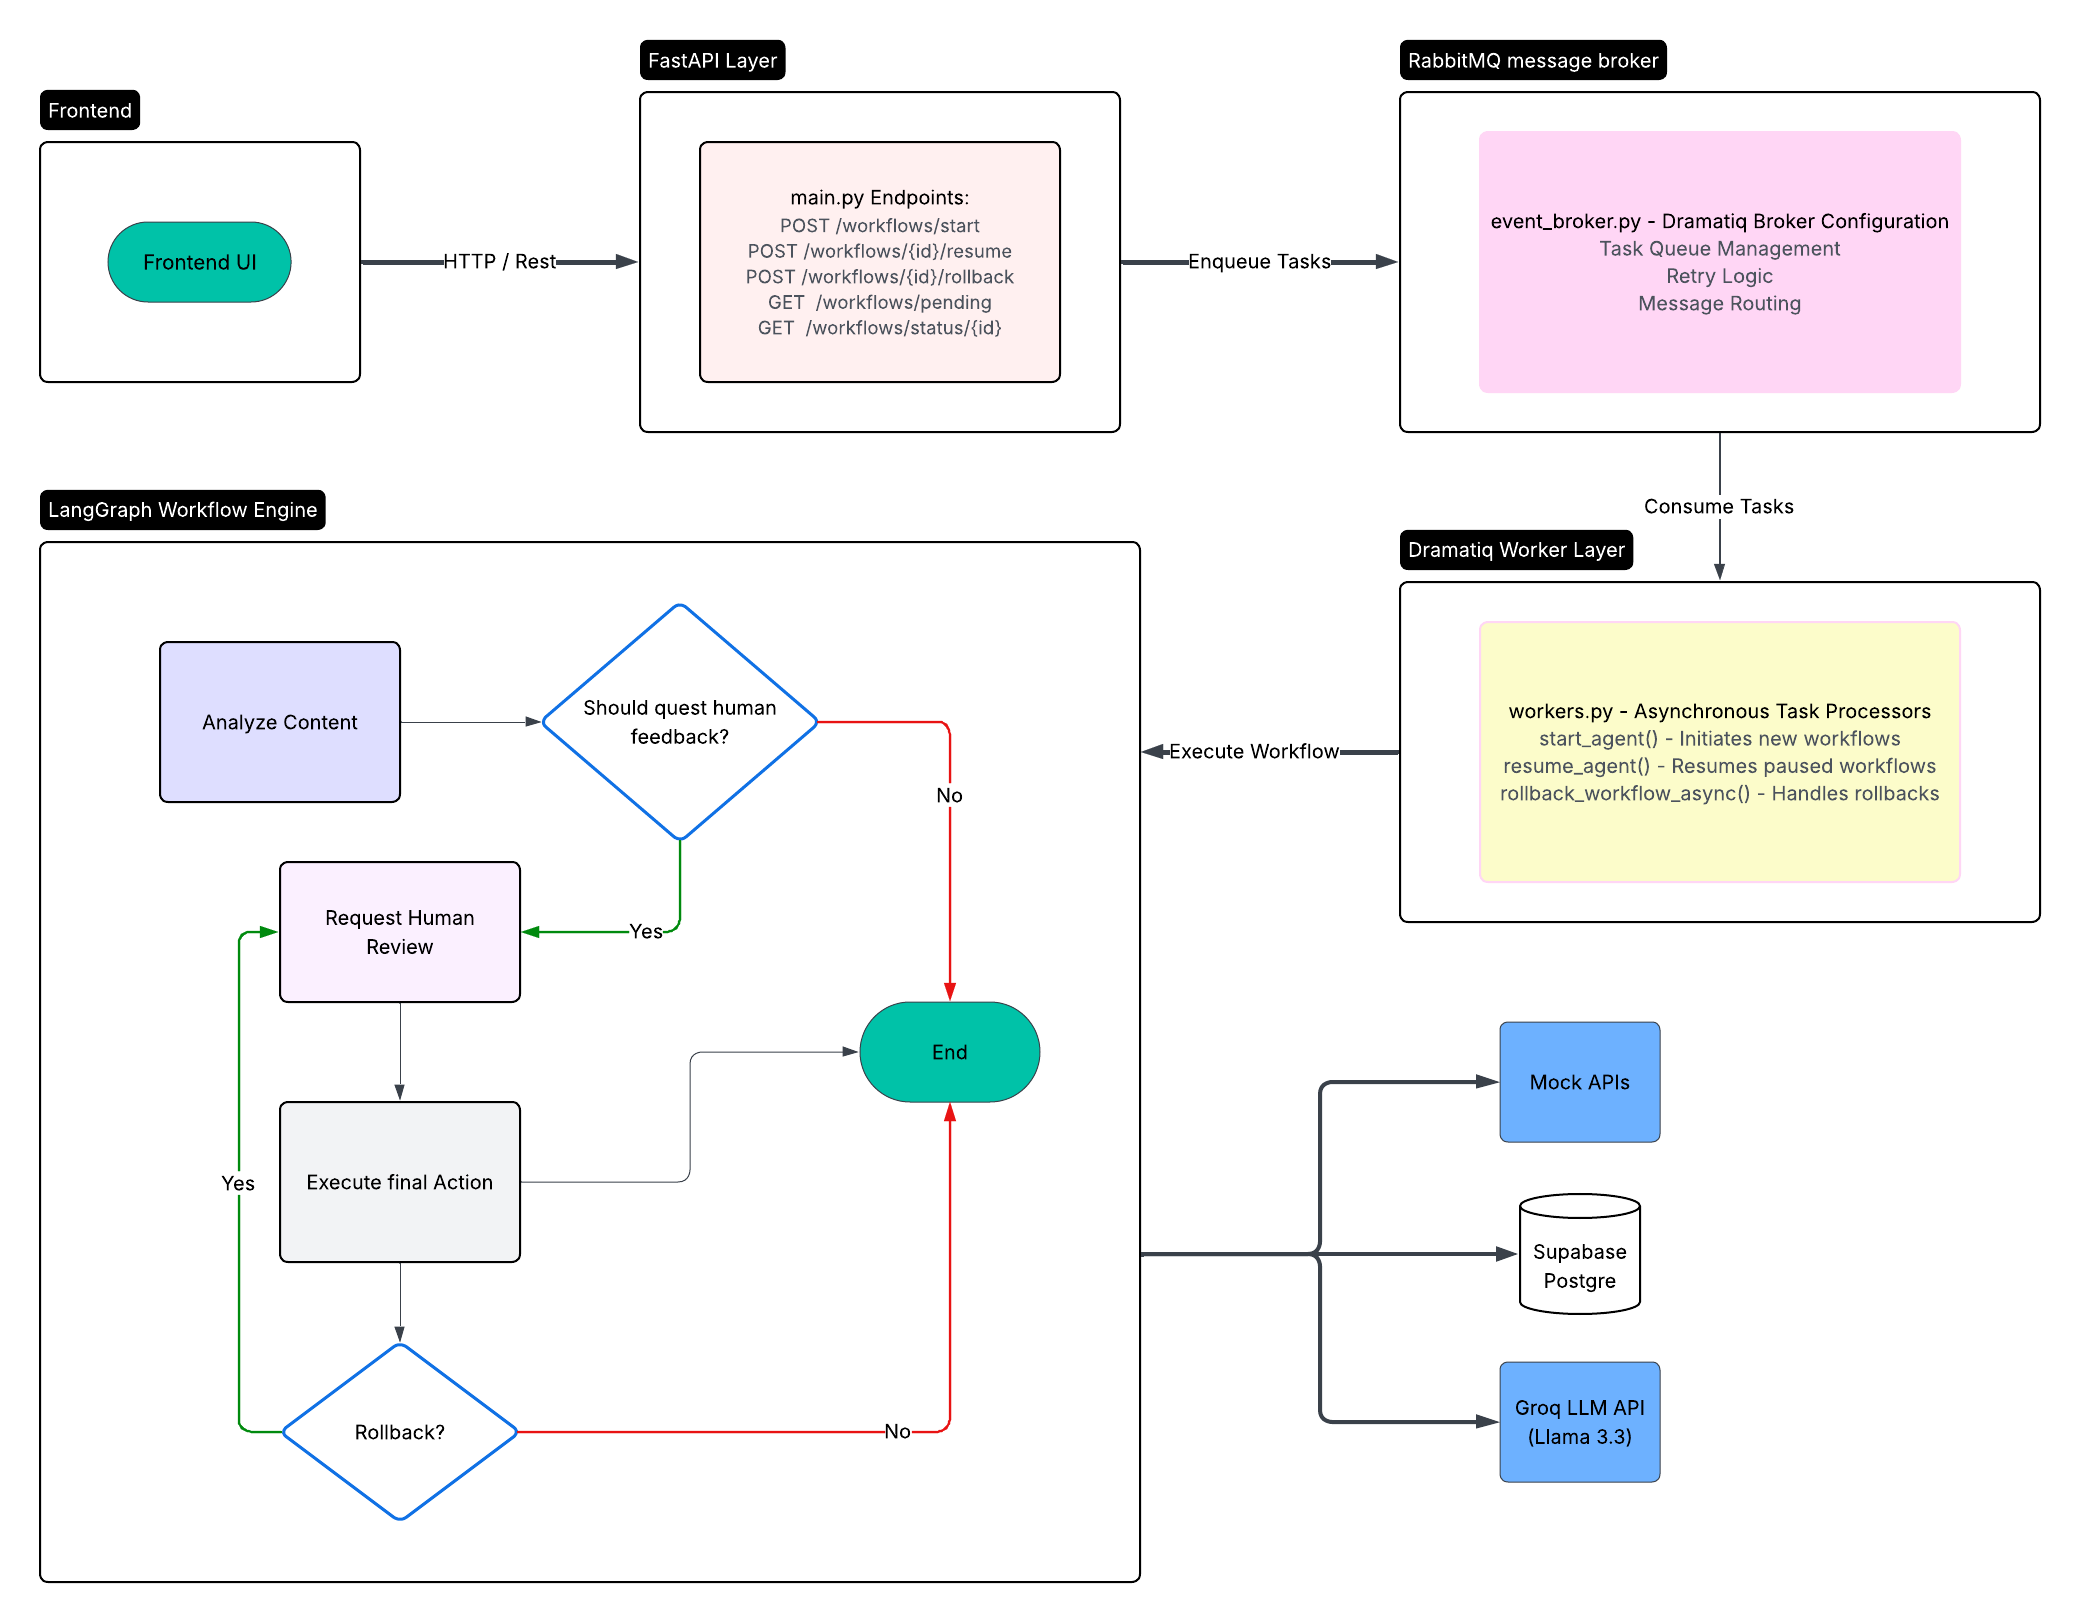 Frontend
Frontend UI
HTTP / Rest
FastAPI Layer
main.py Endpoints:
POST /workflows/start
POST /workflows/{id}/resume
POST /workflows/{id}/rollback
GET  /workflows/pending
GET  /workflows/status/{id}
Enqueue Tasks
RabbitMQ message broker
event_broker.py - Dramatiq Broker Configuration
Task Queue Management
Retry Logic
Message Routing
Consume Tasks
Dramatiq Worker Layer
workers.py - Asynchronous Task Processors
start_agent() - Initiates new workflows
resume_agent() - Resumes paused workflows
rollback_workflow_async() - Handles rollbacks
Execute Workflow
LangGraph Workflow Engine
Analyze Content
Should quest human
feedback?
No
Yes
Request Human
Review
End
Execute final Action
Yes
Rollback?
No
Mock APIs
Supabase
Postgre
Groq LLM API
(Llama 3.3)